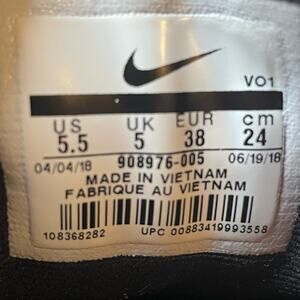 VO1
US UK EUR cm
5.5 5 38 24
04/04/18 908976-005 06/19/18
MADE IN VIETNAM
FABRIQUE AU VIETNAM
108368282 UPC 00883419993558